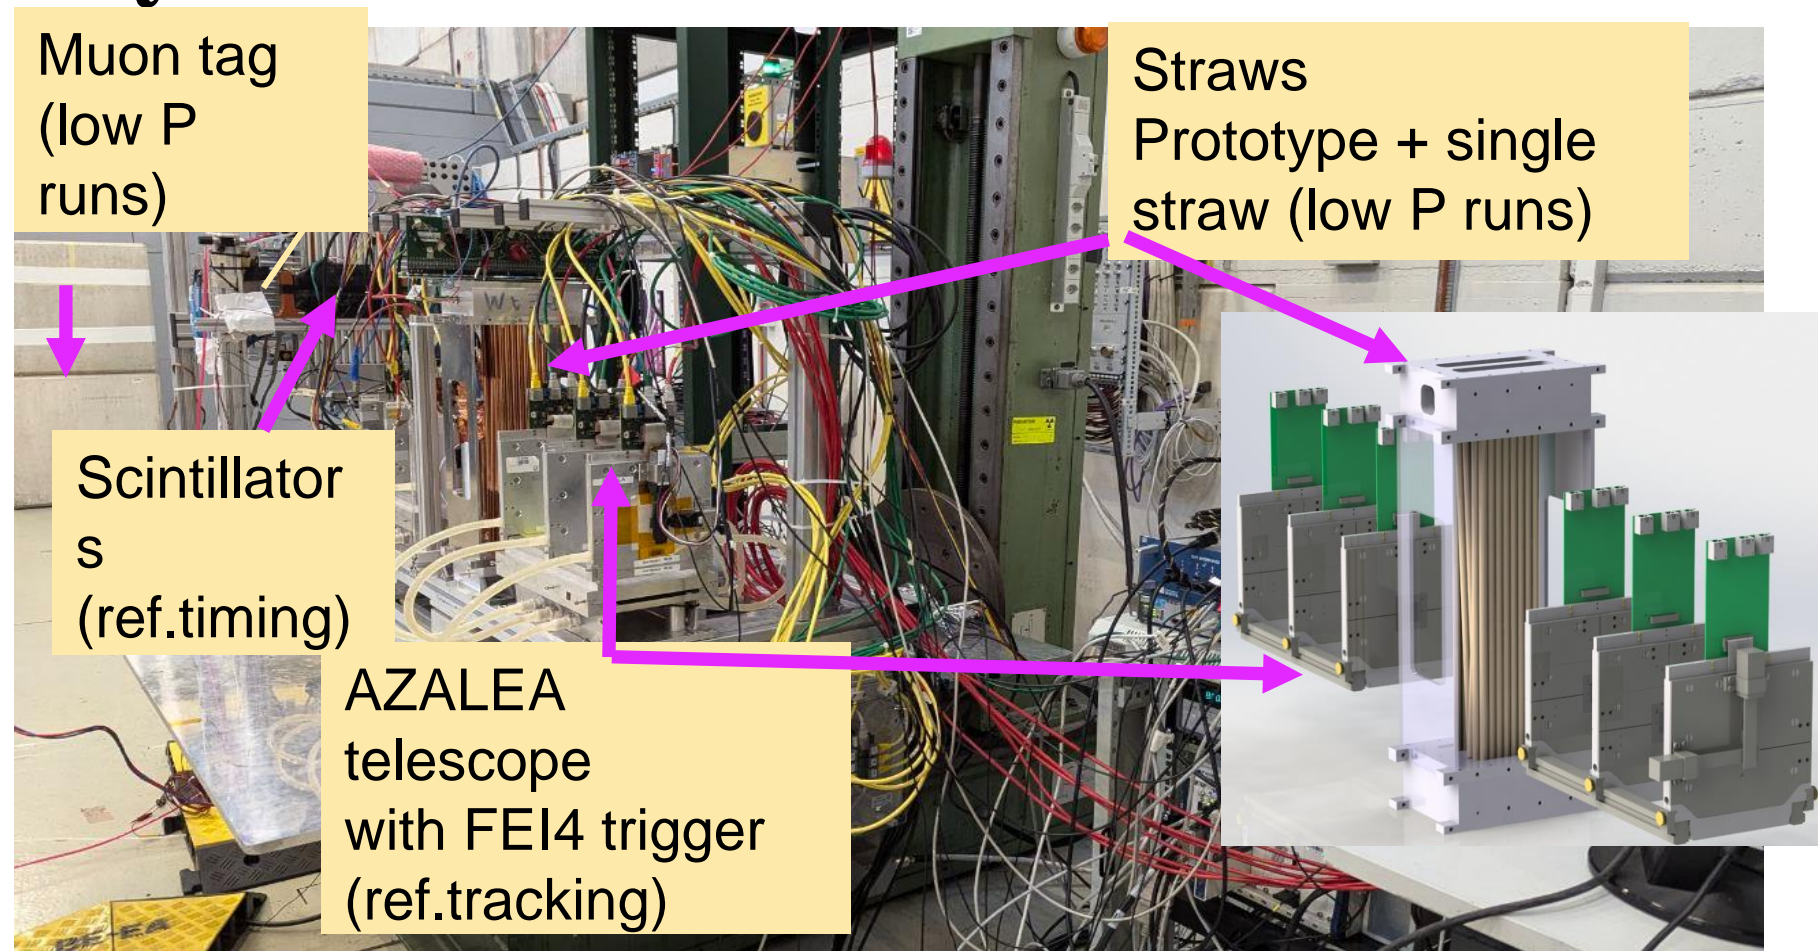 Muon tag
(low P
runs)
Straws
Prototype + single
straw (low P runs)
Scintillator
s
(ref.timing)
AZALEA
telescope
with FEI4 trigger
(ref.tracking)